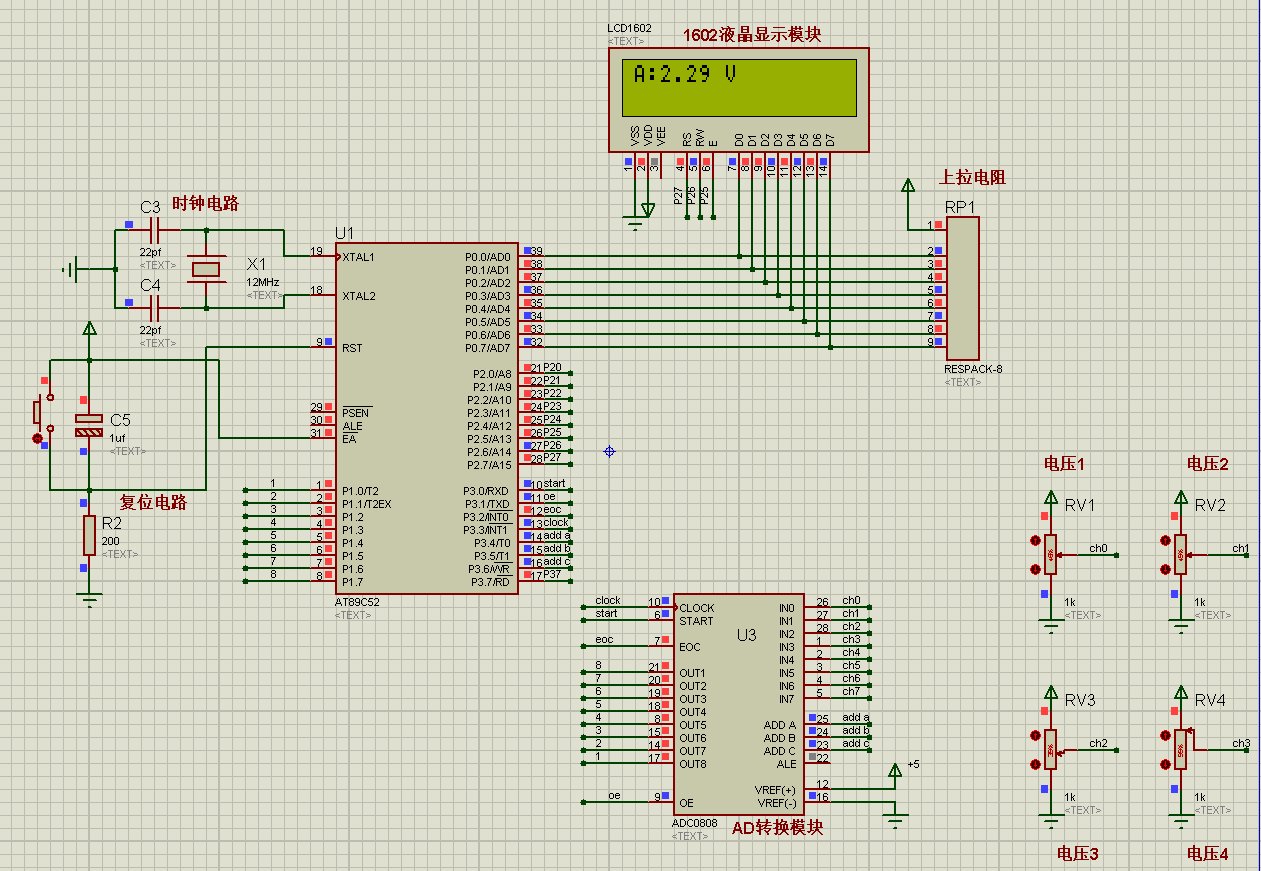 LCD1602
<TEXT>
1602液晶显示模块
A:2.29 V
VSS VDD VEE RS RW E D0 D1 D2 D3 D4 D5 D6 D7
1 2 3 4 5 6 7 8 9 10 11 12 13 14
P27 P26 P25
上拉电阻
RP1
1
2
3
4
5
6
7
8
9
RESPACK-8
<TEXT>
时钟电路
C3
22pf
<TEXT>
C4
22pf
<TEXT>
X1
12MHz
<TEXT>
U1
19 XTAL1 P0.0/AD0 39
P0.1/AD1 38
P0.2/AD2 37
18 XTAL2 P0.3/AD3 36
P0.4/AD4 35
P0.5/AD5 34
P0.6/AD6 33
9 RST P0.7/AD7 32
P2.0/A8 21 P20
P2.1/A9 22 P21
P2.2/A10 23 P22
29 PSEN P2.3/A11 24 P23
30 ALE P2.4/A12 25 P24
31 EA P2.5/A13 26 P25
P2.6/A14 27 P26
P2.7/A15 28 P27
1 1 P1.0/T2 P3.0/RXD 10 start
2 2 P1.1/T2EX P3.1/TXD 11 oe
3 3 P1.2 P3.2/INT0 12 eoc
4 4 P1.3 P3.3/INT1 13 clock
5 5 P1.4 P3.4/T0 14 add a
6 6 P1.5 P3.5/T1 15 add b
7 7 P1.6 P3.6/WR 16 add c
8 8 P1.7 P3.7/RD 17 P37
AT89C52
<TEXT>
C5
1uf
<TEXT>
复位电路
R2
200
<TEXT>
clock 10 CLOCK IN0 26 ch0
start 6 START IN1 27 ch1
U3
IN2 28 ch2
eoc 7 EOC IN3 1 ch3
IN4 2 ch4
8 21 OUT1 IN5 3 ch5
7 20 OUT2 IN6 4 ch6
6 19 OUT3 IN7 5 ch7
5 18 OUT4
4 8 OUT5 ADD A 25 add a
3 15 OUT6 ADD B 24 add b
2 14 OUT7 ADD C 23 add c
1 17 OUT8 ALE 22
+5
VREF(+) 12
oe 9 OE VREF(-) 16
ADC0808
<TEXT>
AD转换模块
电压1
RV1
ch0
1k
<TEXT>
电压2
RV2
ch1
1k
<TEXT>
RV3
ch2
1k
<TEXT>
电压3
RV4
ch3
1k
<TEXT>
电压4